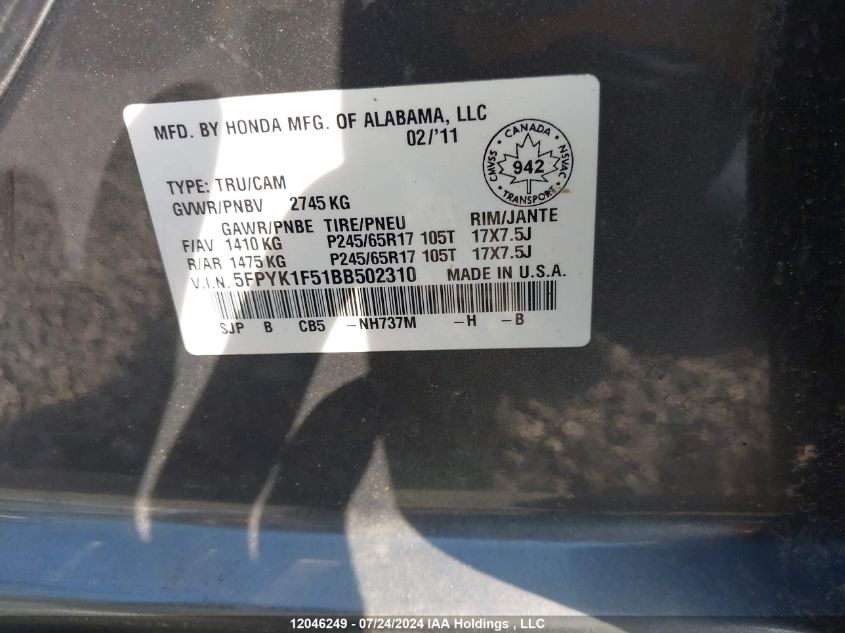 MFD. BY HONDA MFG. OF ALABAMA, LLC
02/'11
CMVSS · CANADA · NSVAC
942
TRANSPORT
TYPE: TRU/CAM
GVWR/PNBV 2745 KG
GAWR/PNBE TIRE/PNEU RIM/JANTE
F/AV 1410 KG P245/65R17 105T 17X7.5J
R/AR 1475 KG P245/65R17 105T 17X7.5J
V.I.N. 5FPYK1F51BB502310 MADE IN U.S.A.
SJP B CB5 -NH737M -H -B
12046249 - 07/24/2024 IAA Holdings , LLC